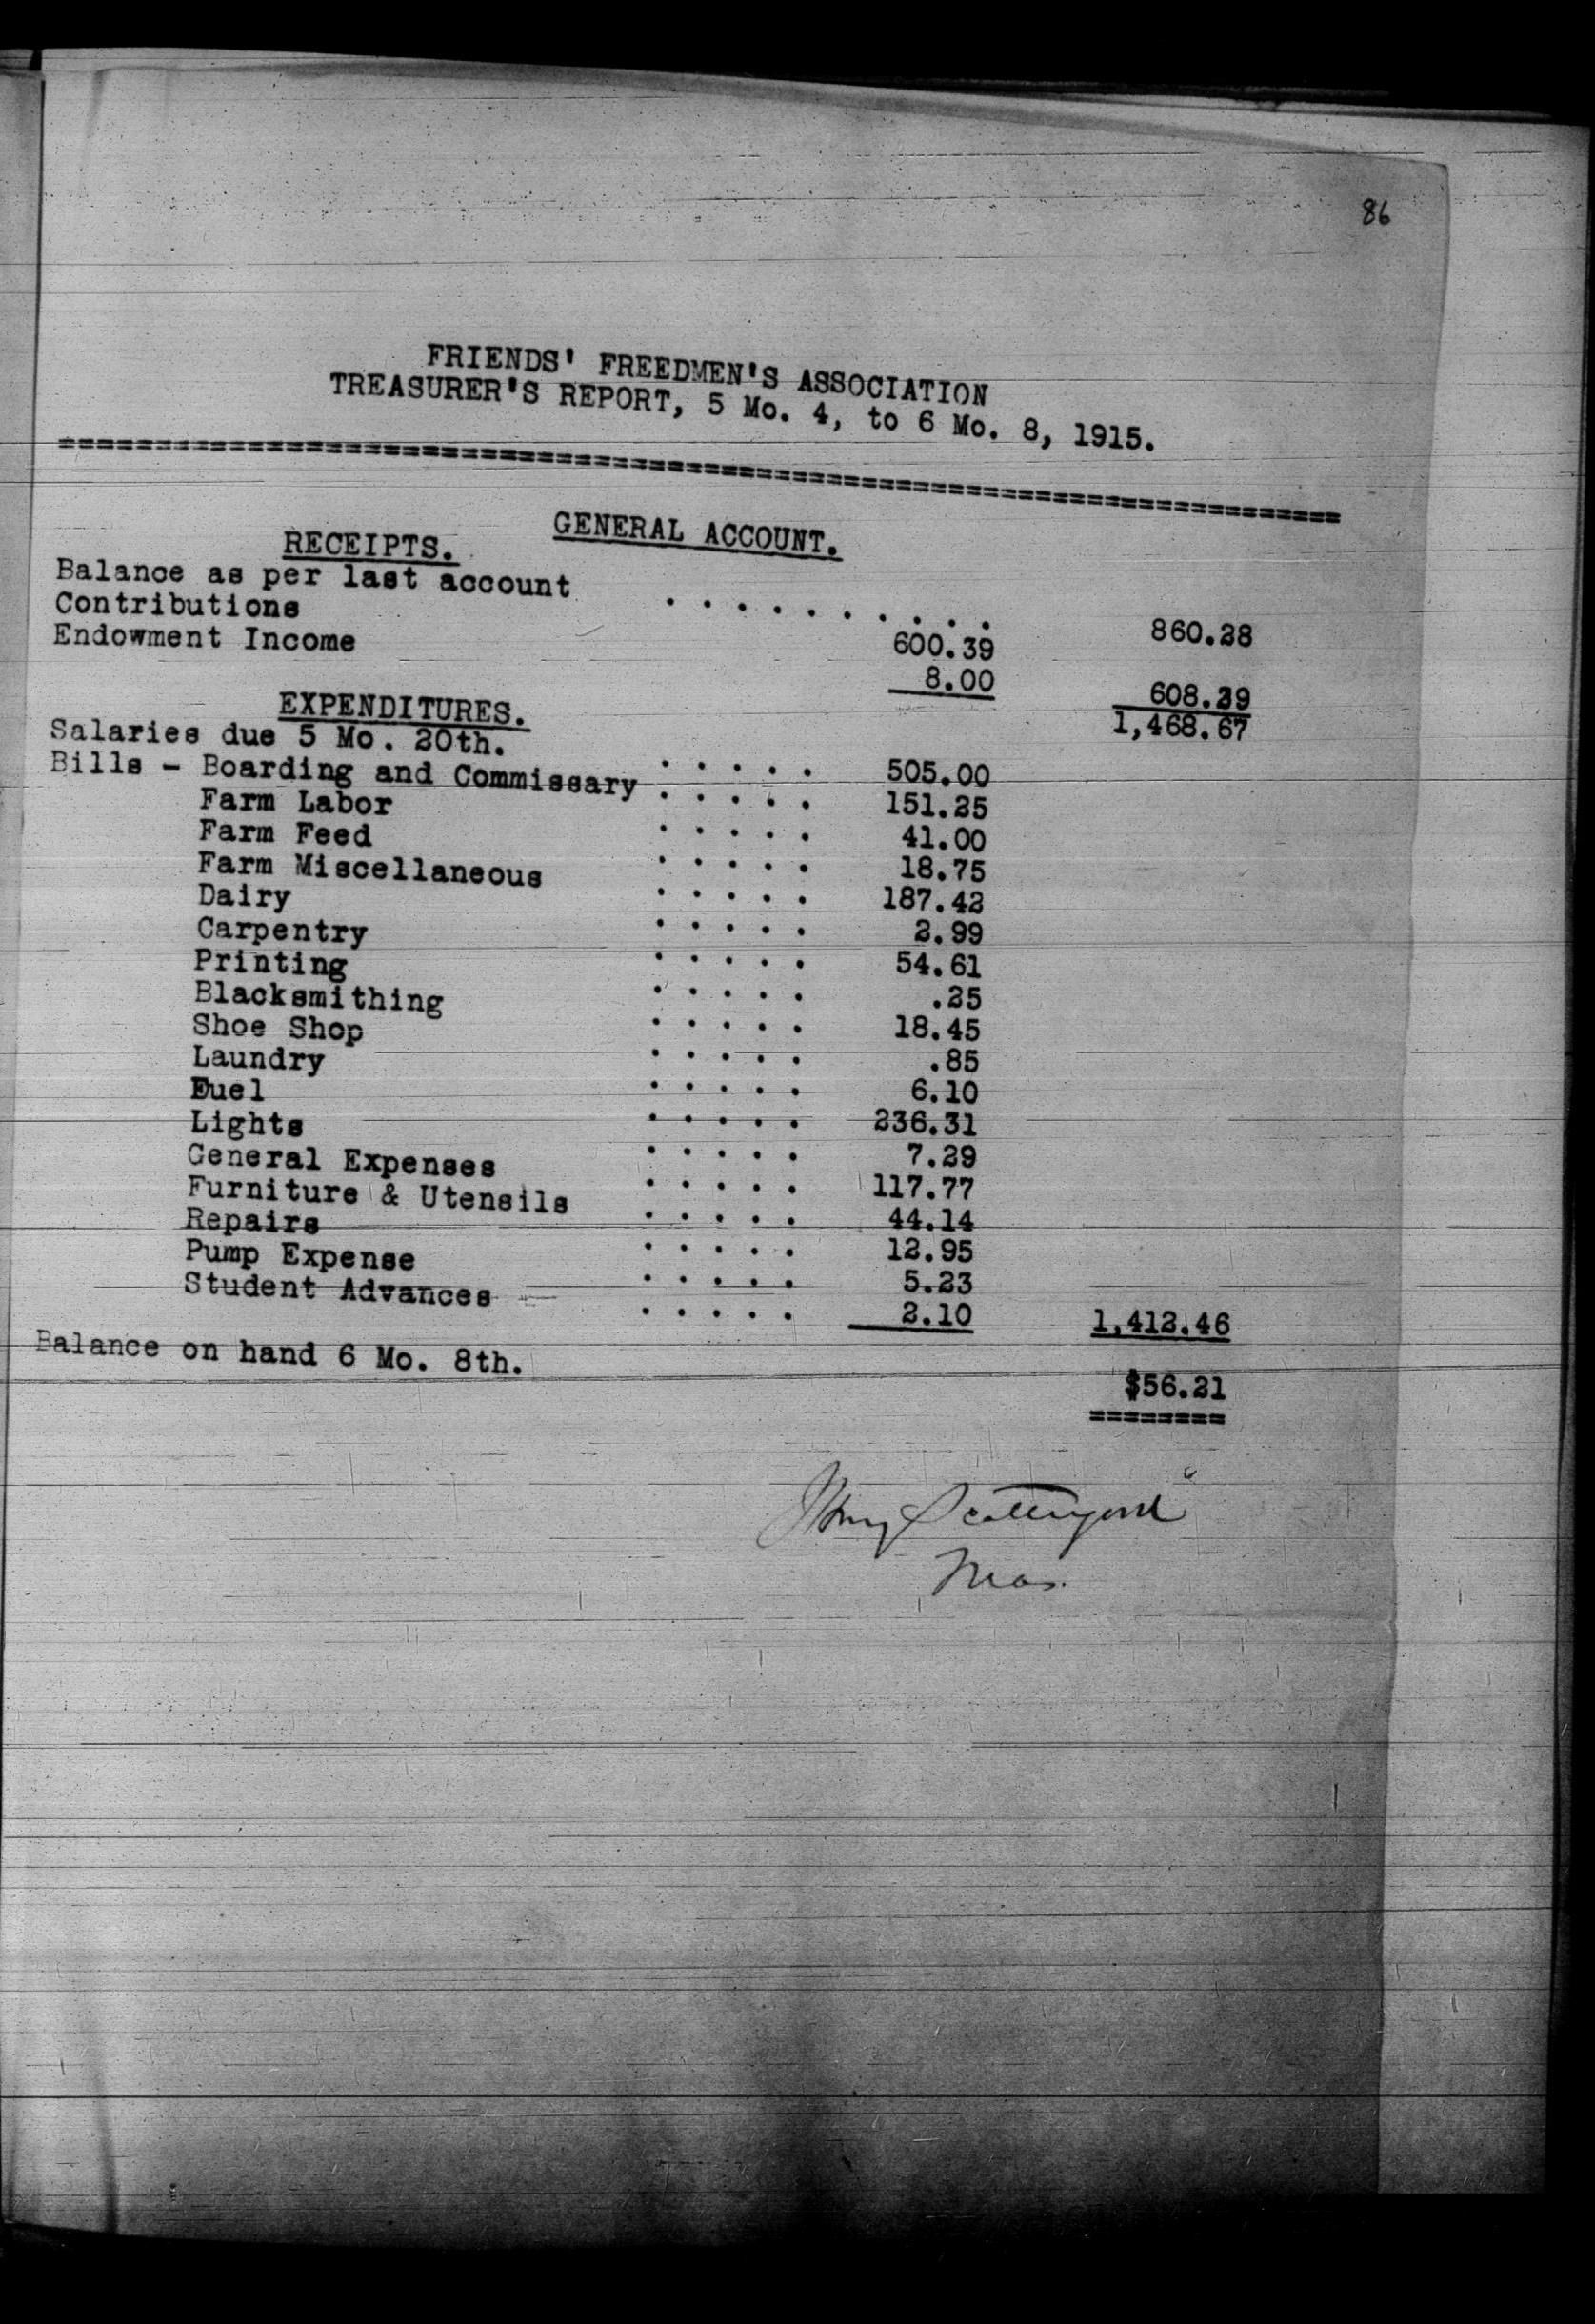 86
FRIENDS' FREEDMEN'S ASSOCIATION
TREASURER'S REPORT, 5 Mo. 4, to 6 Mo. 8, 1915.
GENERAL ACCOUNT.
RECEIPTS.
Balance as per last account . . . . . . . . . . 860.28
Contributions 600.39
Endowment Income 8.00 608.39
1,468.67
EXPENDITURES.
Salaries due 5 Mo. 20th. . . . . . 505.00
Bills - Boarding and Commissary . . . . . 151.25
Farm Labor . . . . . 41.00
Farm Feed . . . . . 18.75
Farm Miscellaneous . . . . . 187.42
Dairy . . . . . 2.99
Carpentry . . . . . 54.61
Printing . . . . . .25
Blacksmithing . . . . . 18.45
Shoe Shop . . . . . .85
Laundry . . . . . 6.10
Fuel . . . . . 236.31
Lights . . . . . 7.29
General Expenses . . . . . 117.77
Furniture & Utensils . . . . . 44.14
Repairs . . . . . 12.95
Pump Expense . . . . . 5.23
Student Advances . . . . . 2.10 1,412.46
Balance on hand 6 Mo. 8th. $56.21
J Henry Scattergood
Treas.